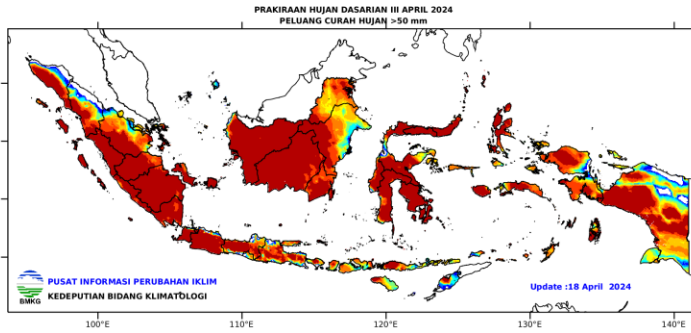 PRAKIRAAN HUJAN DASARIAN III APRIL 2024
PELUANG CURAH HUJAN >50 mm
PUSAT INFORMASI PERUBAHAN IKLIM
KEDEPUTIAN BIDANG KLIMATOLOGI
BMKG
Update :18 April 2024
100°E 110°E 120°E 130°E 140°E